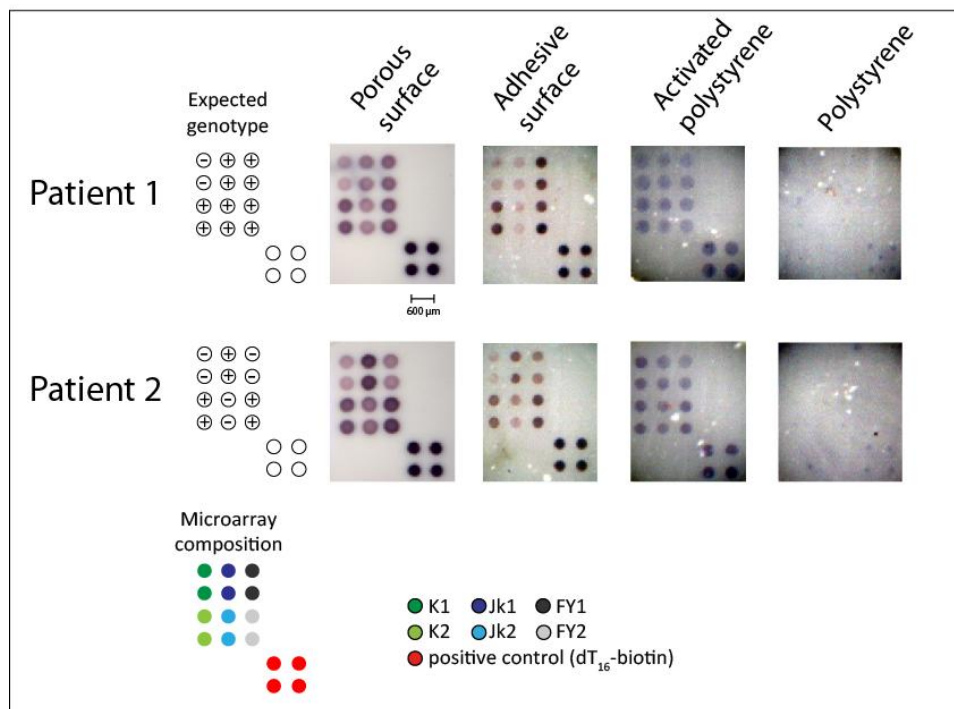 Porous
surface
Adhesive
surface
Activated
polystyrene
Polystyrene
Expected
genotype
Patient 1
− + +
− + +
+ + +
+ + +
600 µm
Patient 2
− + −
− + −
+ − +
+ − +
Microarray
composition
K1 Jk1 FY1
K2 Jk2 FY2
positive control (dT₁₆-biotin)